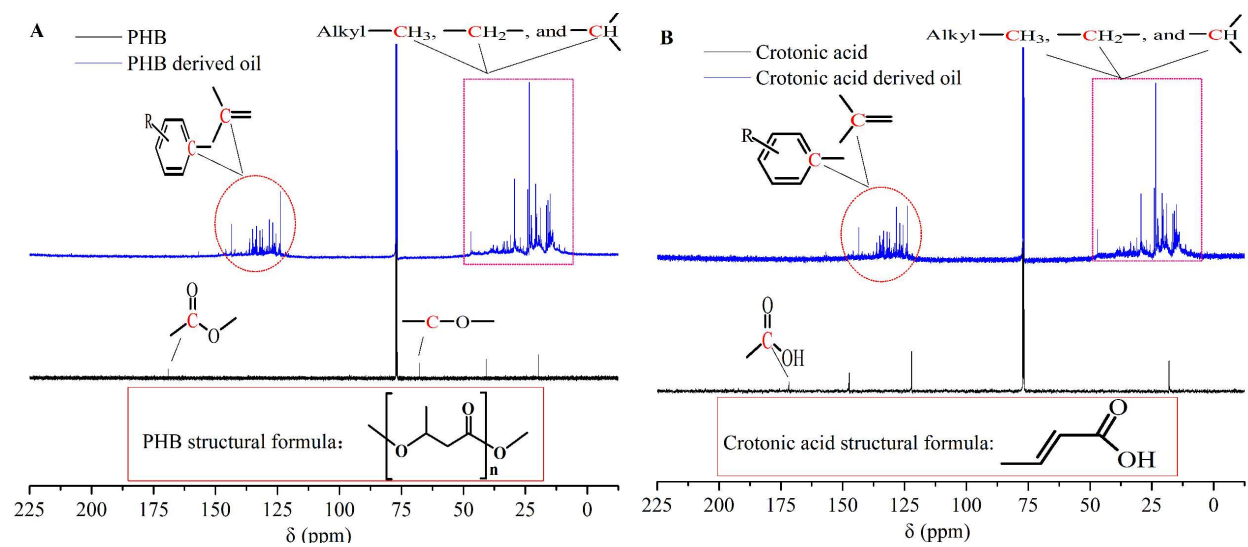 A
PHB
PHB derived oil
Alkyl—CH3, —CH2—, and —CH
R
C
C
O
C
O
C—O
PHB structural formula:
O
O
O
n
225 200 175 150 125 100 75 50 25 0
δ (ppm)
B
Crotonic acid
Crotonic acid derived oil
Alkyl—CH3, —CH2—, and —CH
R
C
C
O
C
OH
Crotonic acid structural formula:
O
OH
225 200 175 150 125 100 75 50 25 0
δ (ppm)